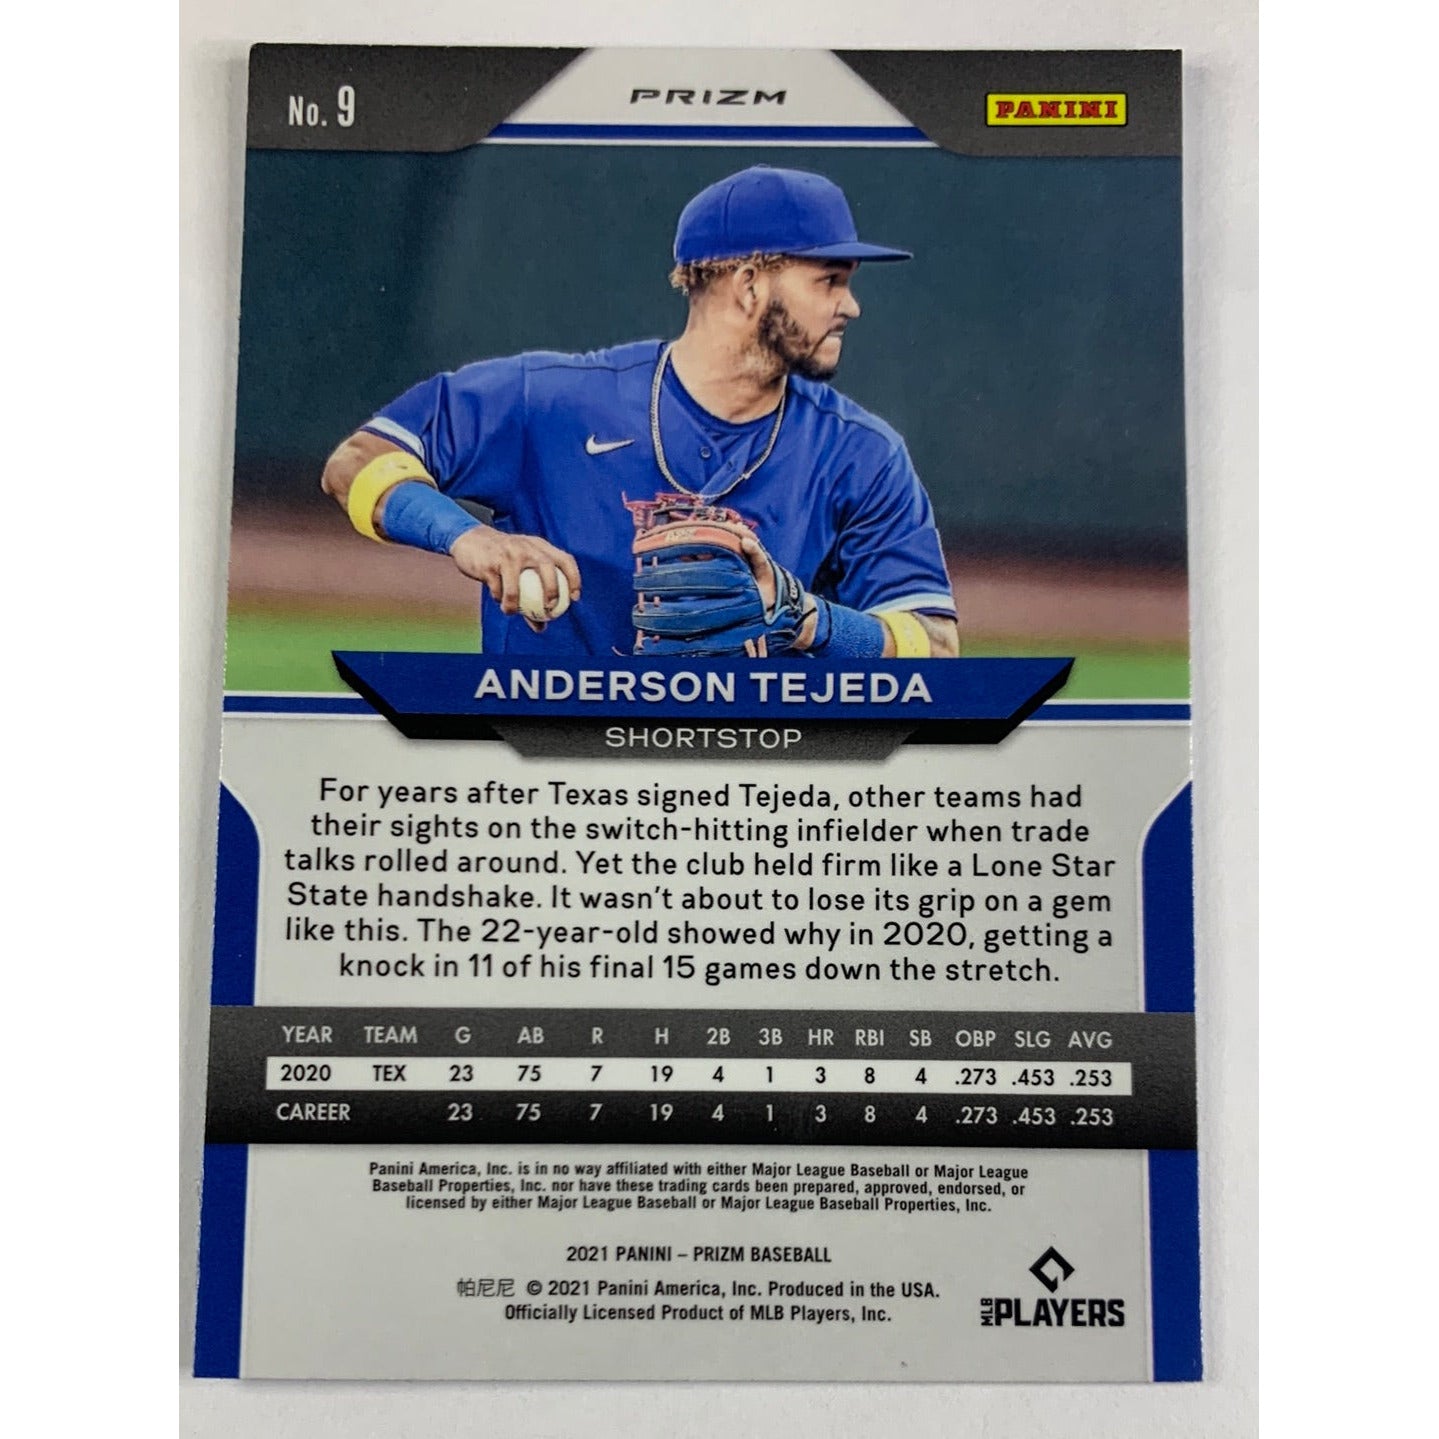 No. 9
PRIZM
PANINI
ANDERSON TEJEDA
SHORTSTOP
For years after Texas signed Tejeda, other teams had
their sights on the switch-hitting infielder when trade
talks rolled around. Yet the club held firm like a Lone Star
State handshake. It wasn't about to lose its grip on a gem
like this. The 22-year-old showed why in 2020, getting a
knock in 11 of his final 15 games down the stretch.
YEAR TEAM G AB R H 2B 3B HR RBI SB OBP SLG AVG
2020 TEX 23 75 7 19 4 1 3 8 4 .273 .453 .253
CAREER 23 75 7 19 4 1 3 8 4 .273 .453 .253
Panini America, Inc. is in no way affiliated with either Major League Baseball or Major League
Baseball Properties, Inc. nor have these trading cards been prepared, approved, endorsed, or
licensed by either Major League Baseball or Major League Baseball Properties, Inc.
2021 PANINI – PRIZM BASEBALL
帕尼尼 © 2021 Panini America, Inc. Produced in the USA.
Officially Licensed Product of MLB Players, Inc.
MLB PLAYERS